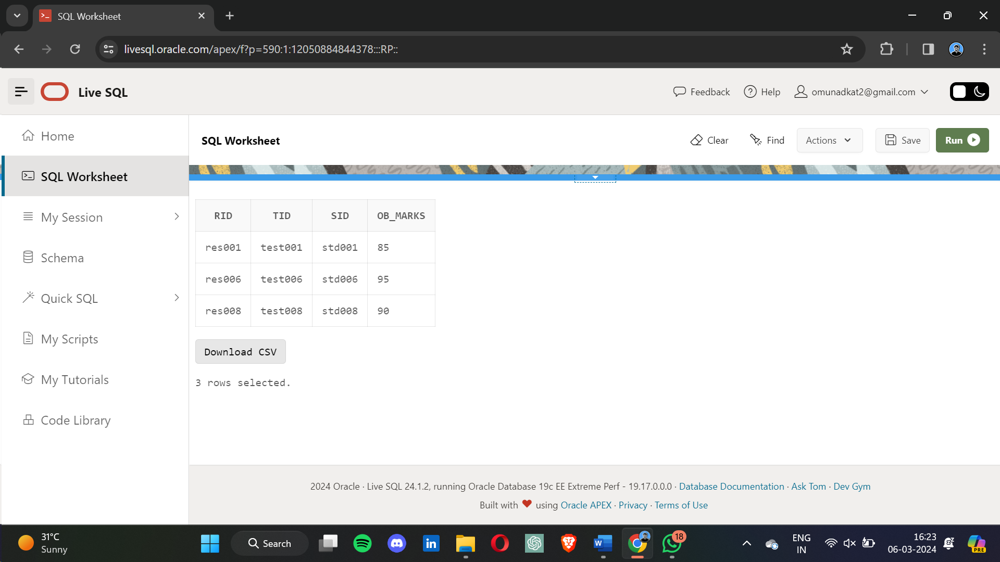 SQL Worksheet
livesql.oracle.com/apex/f?p=590:1:12050884844378:::RP::
Live SQL
Feedback
Help
omunadkat2@gmail.com
Home
SQL Worksheet
My Session
Schema
Quick SQL
My Scripts
My Tutorials
Code Library
SQL Worksheet
Clear
Find
Actions
Save
Run
RID TID SID OB_MARKS
res001 test001 std001 85
res006 test006 std006 95
res008 test008 std008 90
Download CSV
3 rows selected.
2024 Oracle · Live SQL 24.1.2, running Oracle Database 19c EE Extreme Perf - 19.17.0.0.0 · Database Documentation · Ask Tom · Dev Gym
Built with ❤ using Oracle APEX · Privacy · Terms of Use
31°C
Sunny
Search
in
W
18
ENG
IN
16:23
06-03-2024
PRE